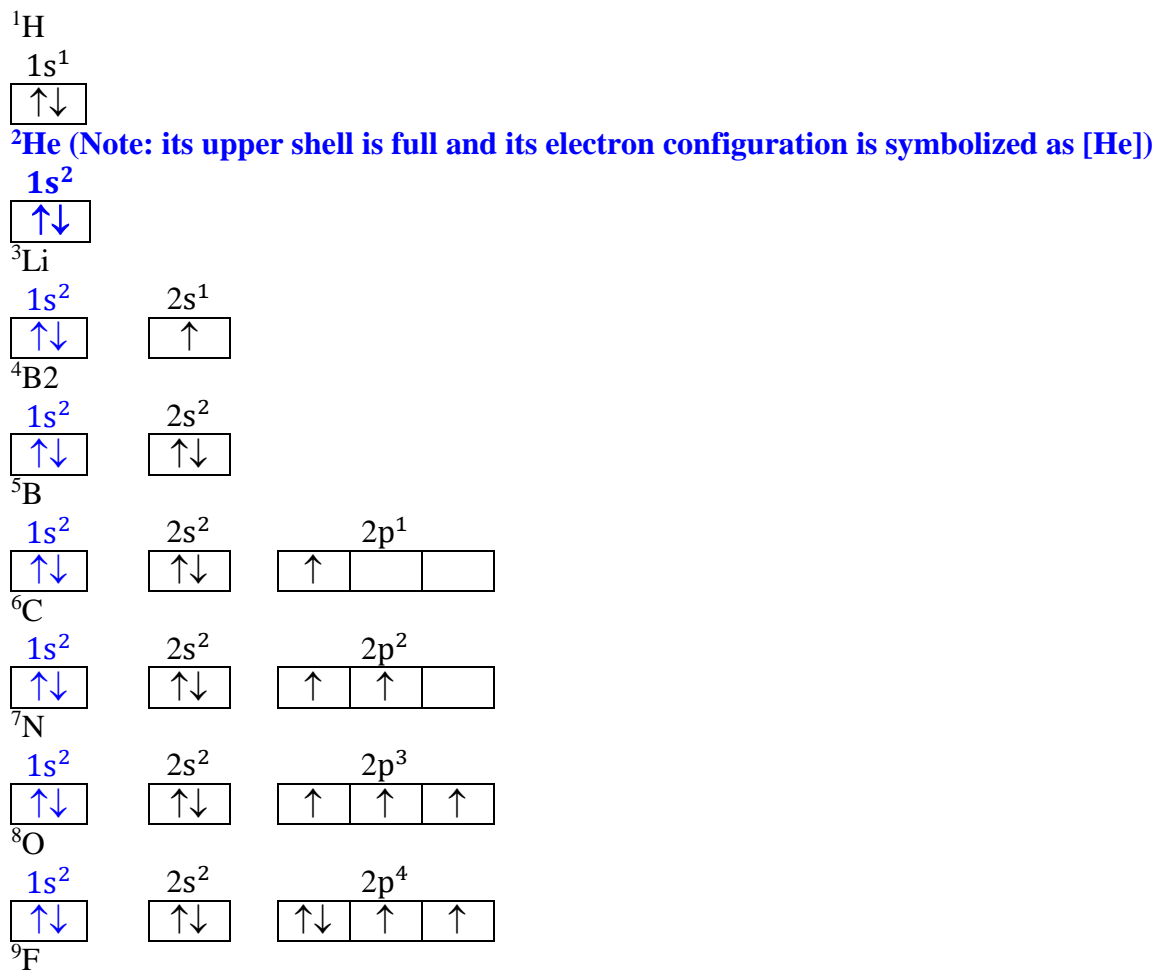 ¹H
1s¹
↑↓
²He (Note: its upper shell is full and its electron configuration is symbolized as [He])
1s²
↑↓
³Li
1s² 2s¹
↑↓ ↑
⁴B2
1s² 2s²
↑↓ ↑↓
⁵B
1s² 2s² 2p¹
↑↓ ↑↓ ↑
⁶C
1s² 2s² 2p²
↑↓ ↑↓ ↑ ↑
⁷N
1s² 2s² 2p³
↑↓ ↑↓ ↑ ↑ ↑
⁸O
1s² 2s² 2p⁴
↑↓ ↑↓ ↑↓ ↑ ↑
⁹F